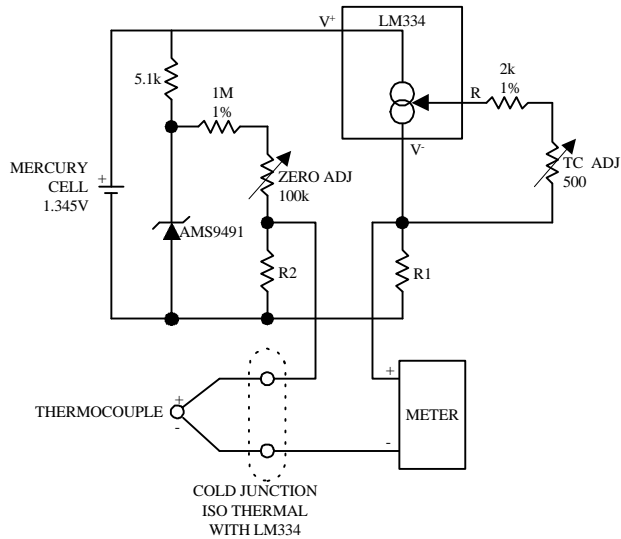 LM334
V+
5.1k
1M
1%
R
2k
1%
V-
MERCURY
CELL
1.345V
+
ZERO ADJ
100k
TC ADJ
500
AMS9491
R2
R1
THERMOCOUPLE
+
-
+
-
METER
COLD JUNCTION
ISO THERMAL
WITH LM334